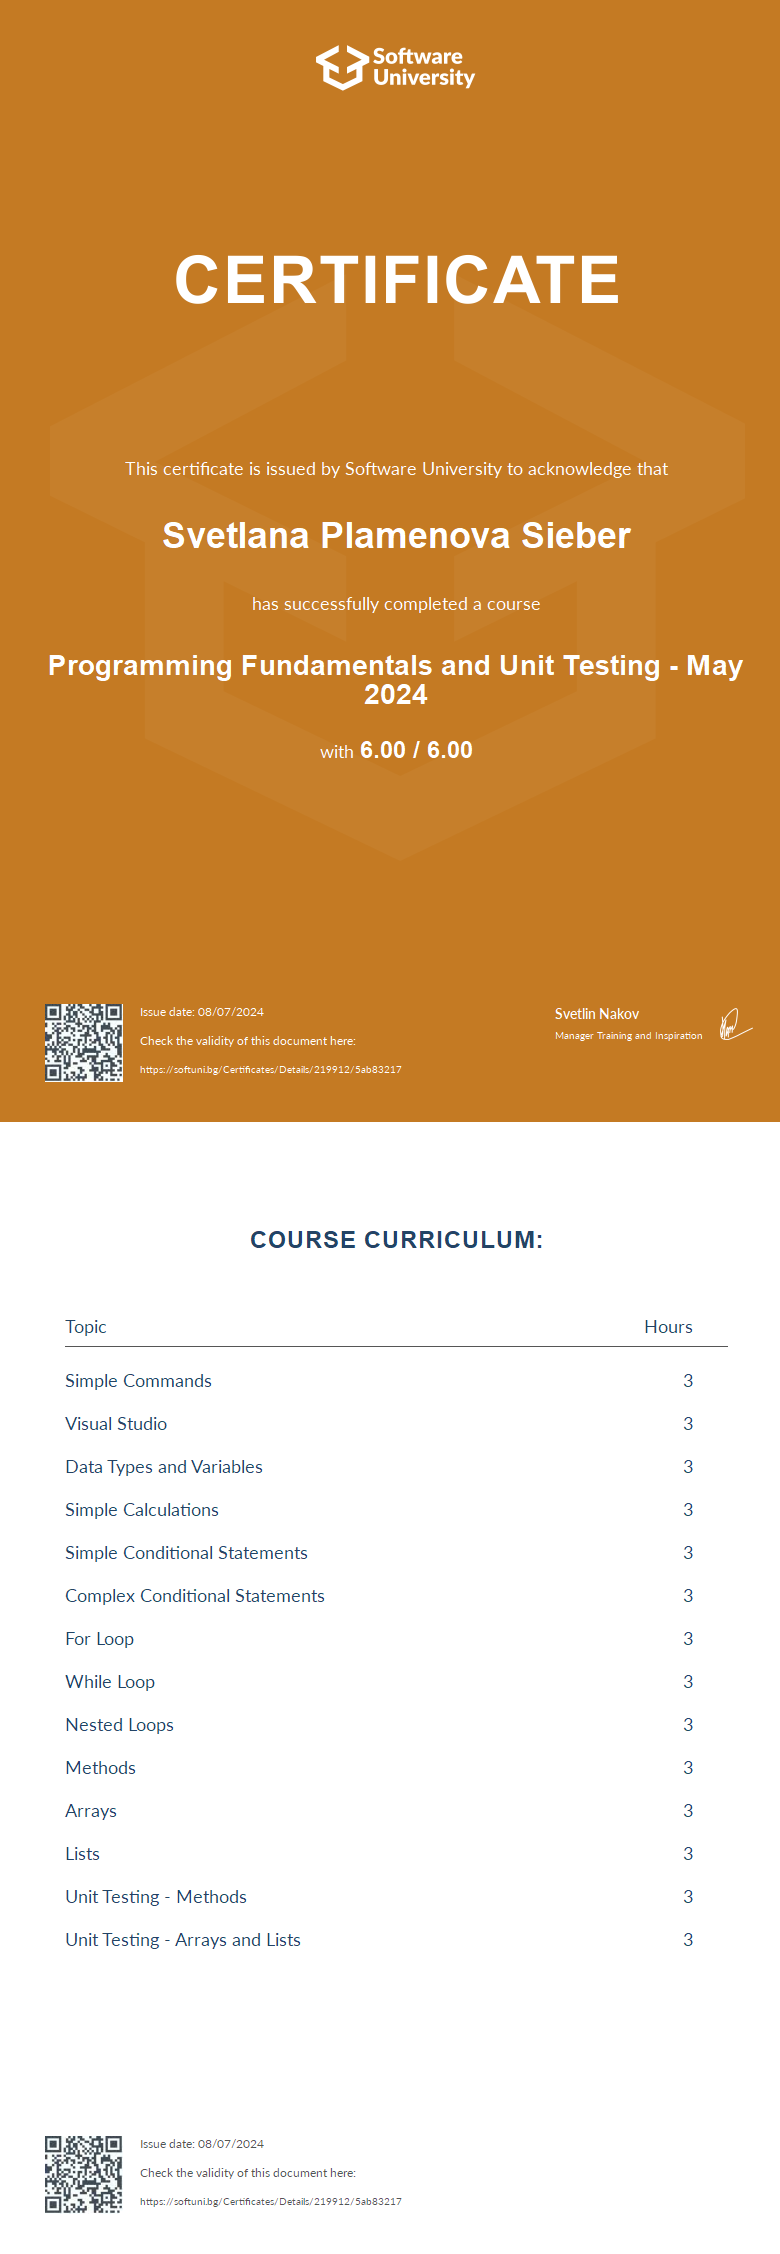 Software
University
CERTIFICATE
This certificate is issued by Software University to acknowledge that
Svetlana Plamenova Sieber
has successfully completed a course
Programming Fundamentals and Unit Testing - May
2024
with 6.00 / 6.00
Issue date: 08/07/2024
Check the validity of this document here:
https://softuni.bg/Certificates/Details/219912/5ab83217
Svetlin Nakov
Manager Training and Inspiration
COURSE CURRICULUM:
Topic Hours
Simple Commands 3
Visual Studio 3
Data Types and Variables 3
Simple Calculations 3
Simple Conditional Statements 3
Complex Conditional Statements 3
For Loop 3
While Loop 3
Nested Loops 3
Methods 3
Arrays 3
Lists 3
Unit Testing - Methods 3
Unit Testing - Arrays and Lists 3
Issue date: 08/07/2024
Check the validity of this document here:
https://softuni.bg/Certificates/Details/219912/5ab83217